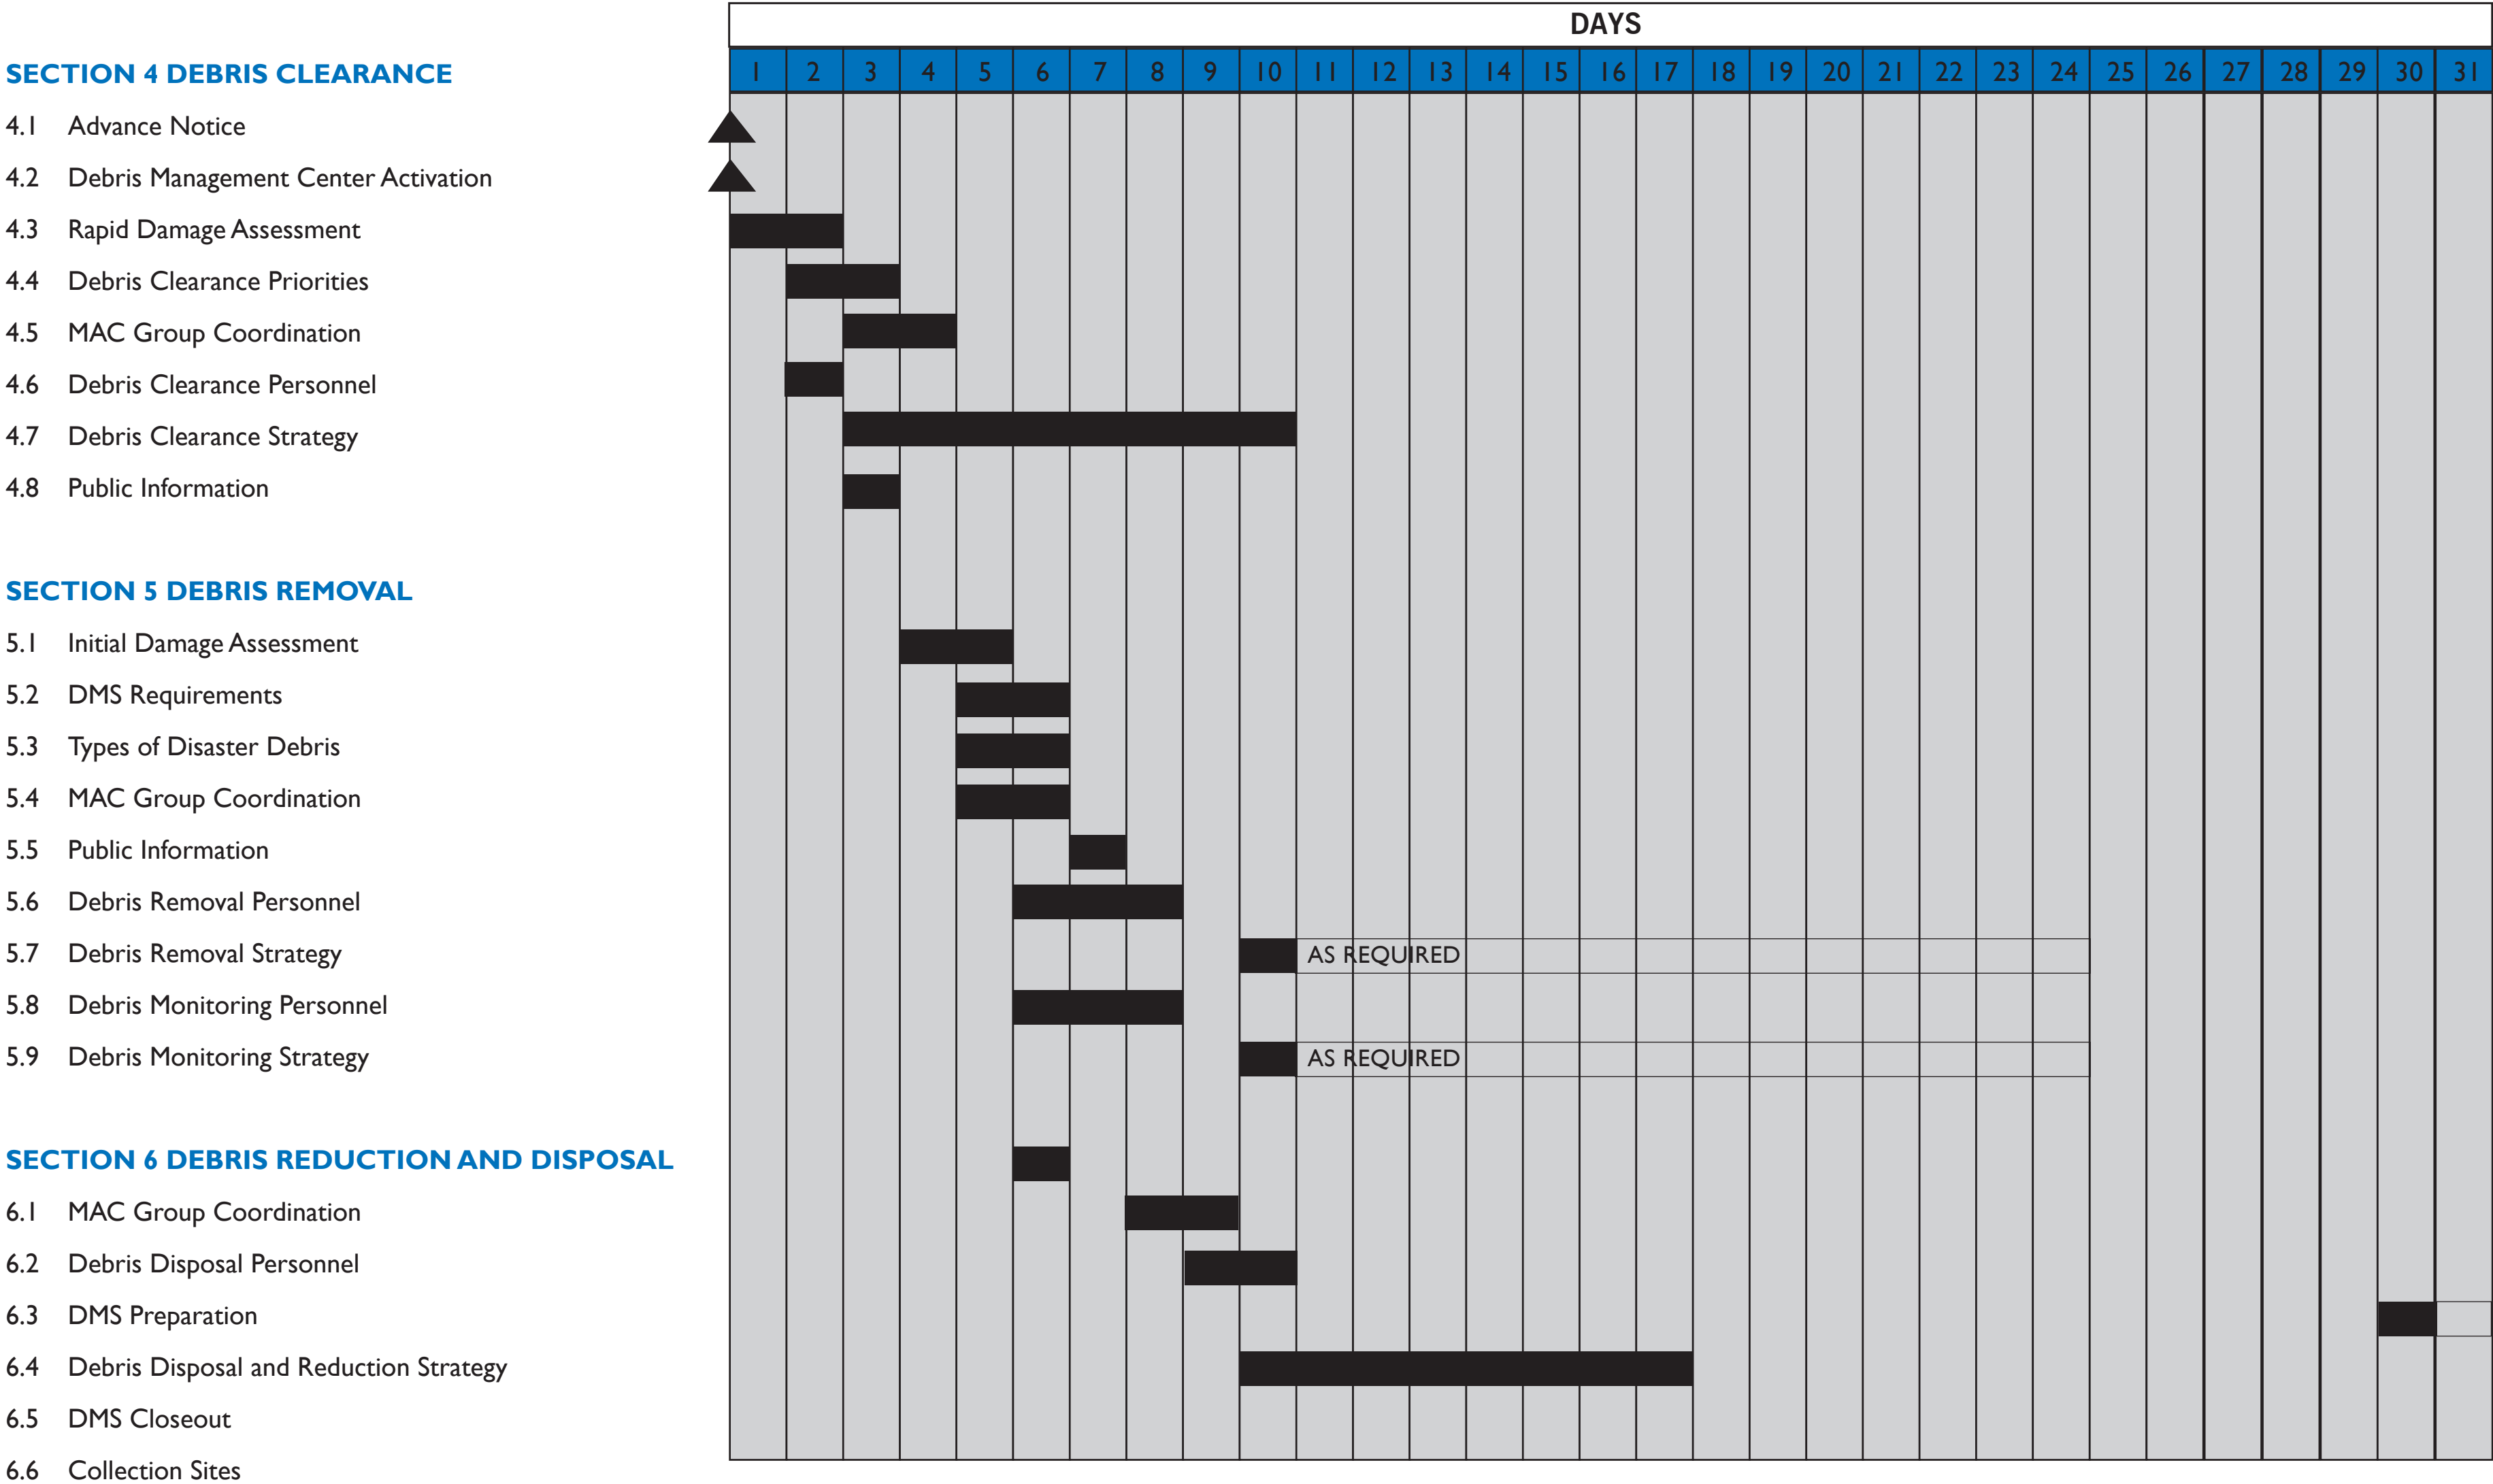 DAYS
SECTION 4 DEBRIS CLEARANCE 1 2 3 4 5 6 7 8 9 10 11 12 13 14 15 16 17 18 19 20 21 22 23 24 25 26 27 28 29 30 31
4.1 Advance Notice
4.2 Debris Management Center Activation
4.3 Rapid Damage Assessment
4.4 Debris Clearance Priorities
4.5 MAC Group Coordination
4.6 Debris Clearance Personnel
4.7 Debris Clearance Strategy
4.8 Public Information
SECTION 5 DEBRIS REMOVAL
5.1 Initial Damage Assessment
5.2 DMS Requirements
5.3 Types of Disaster Debris
5.4 MAC Group Coordination
5.5 Public Information
5.6 Debris Removal Personnel
5.7 Debris Removal Strategy AS REQUIRED
5.8 Debris Monitoring Personnel
5.9 Debris Monitoring Strategy AS REQUIRED
SECTION 6 DEBRIS REDUCTION AND DISPOSAL
6.1 MAC Group Coordination
6.2 Debris Disposal Personnel
6.3 DMS Preparation
6.4 Debris Disposal and Reduction Strategy
6.5 DMS Closeout
6.6 Collection Sites